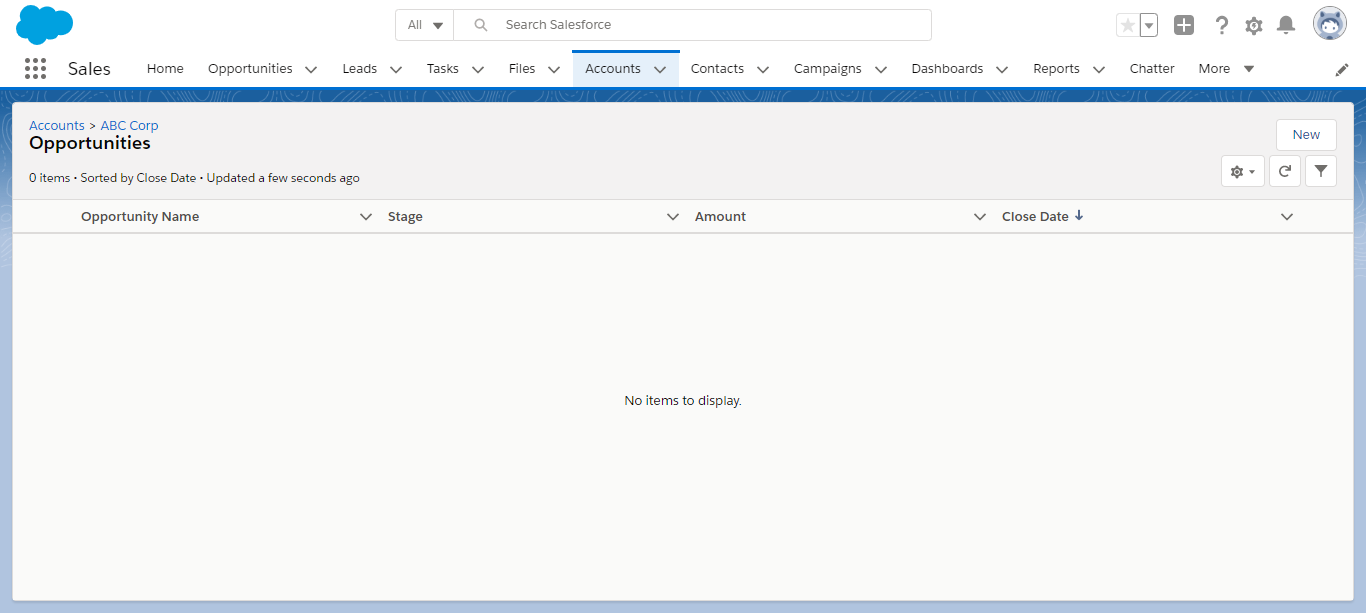 All
Search Salesforce
Sales
Home
Opportunities
Leads
Tasks
Files
Accounts
Contacts
Campaigns
Dashboards
Reports
Chatter
More
Accounts > ABC Corp
Opportunities
New
0 items • Sorted by Close Date • Updated a few seconds ago
Opportunity Name
Stage
Amount
Close Date
No items to display.